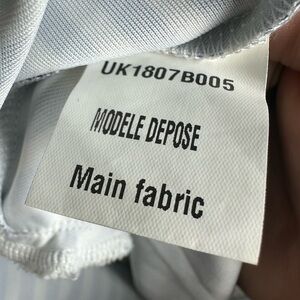 UK1807B005
MODELE DEPOSE
Main fabric